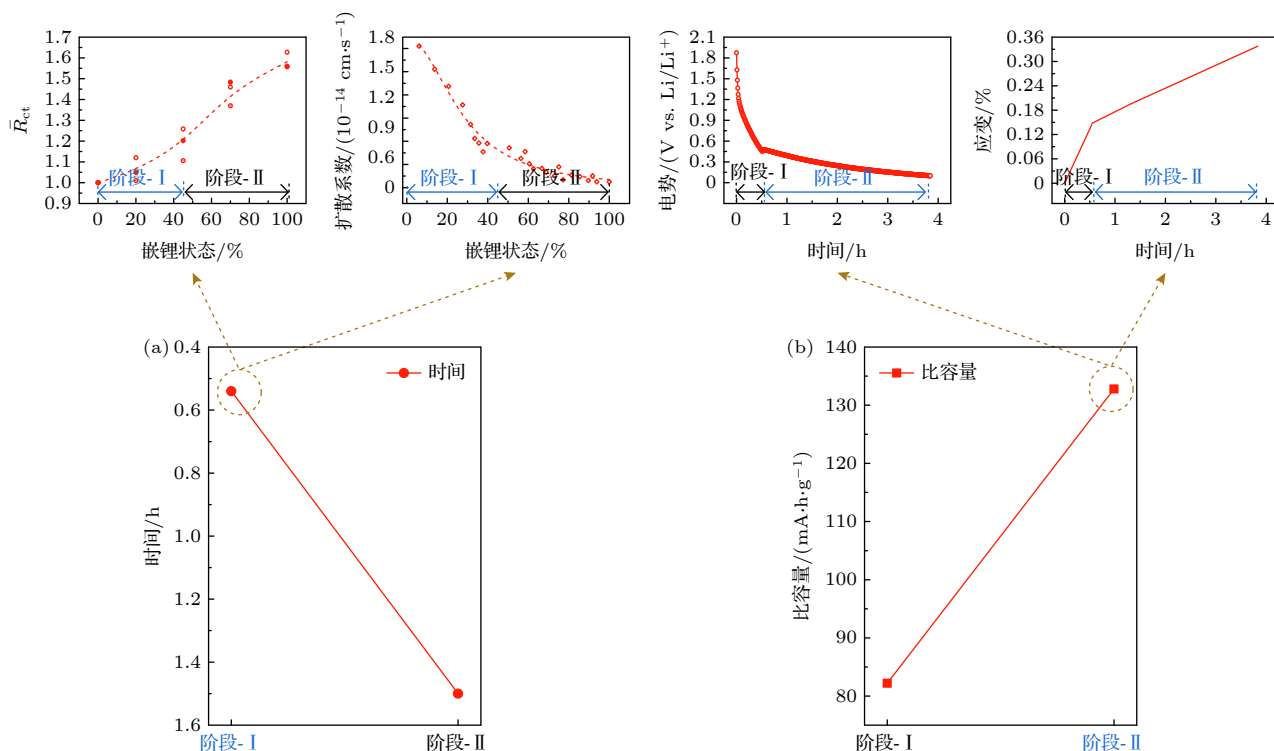 1.7
1.6
1.5
1.4
1.3
1.2
1.1
1.0
0.9
R̄ct
阶段-Ⅰ
阶段-Ⅱ
0 20 40 60 80 100
嵌锂状态/%
1.8
1.5
1.2
0.9
0.6
0.3
0
扩散系数/(10⁻¹⁴ cm·s⁻¹)
阶段-Ⅰ
阶段-Ⅱ
0 20 40 60 80 100
嵌锂状态/%
2.1
1.8
1.5
1.2
0.9
0.6
0.3
0
电势/(V vs. Li/Li⁺)
阶段-Ⅰ
阶段-Ⅱ
0 1 2 3 4
时间/h
0.36
0.30
0.24
0.18
0.12
0.06
0
应变/%
阶段-Ⅰ
阶段-Ⅱ
0 1 2 3 4
时间/h
(a)
0.4
0.6
0.8
1.0
1.2
1.4
1.6
时间/h
时间
阶段-Ⅰ 阶段-Ⅱ
(b)
140
130
120
110
100
90
80
比容量/(mA·h·g⁻¹)
比容量
阶段-Ⅰ 阶段-Ⅱ